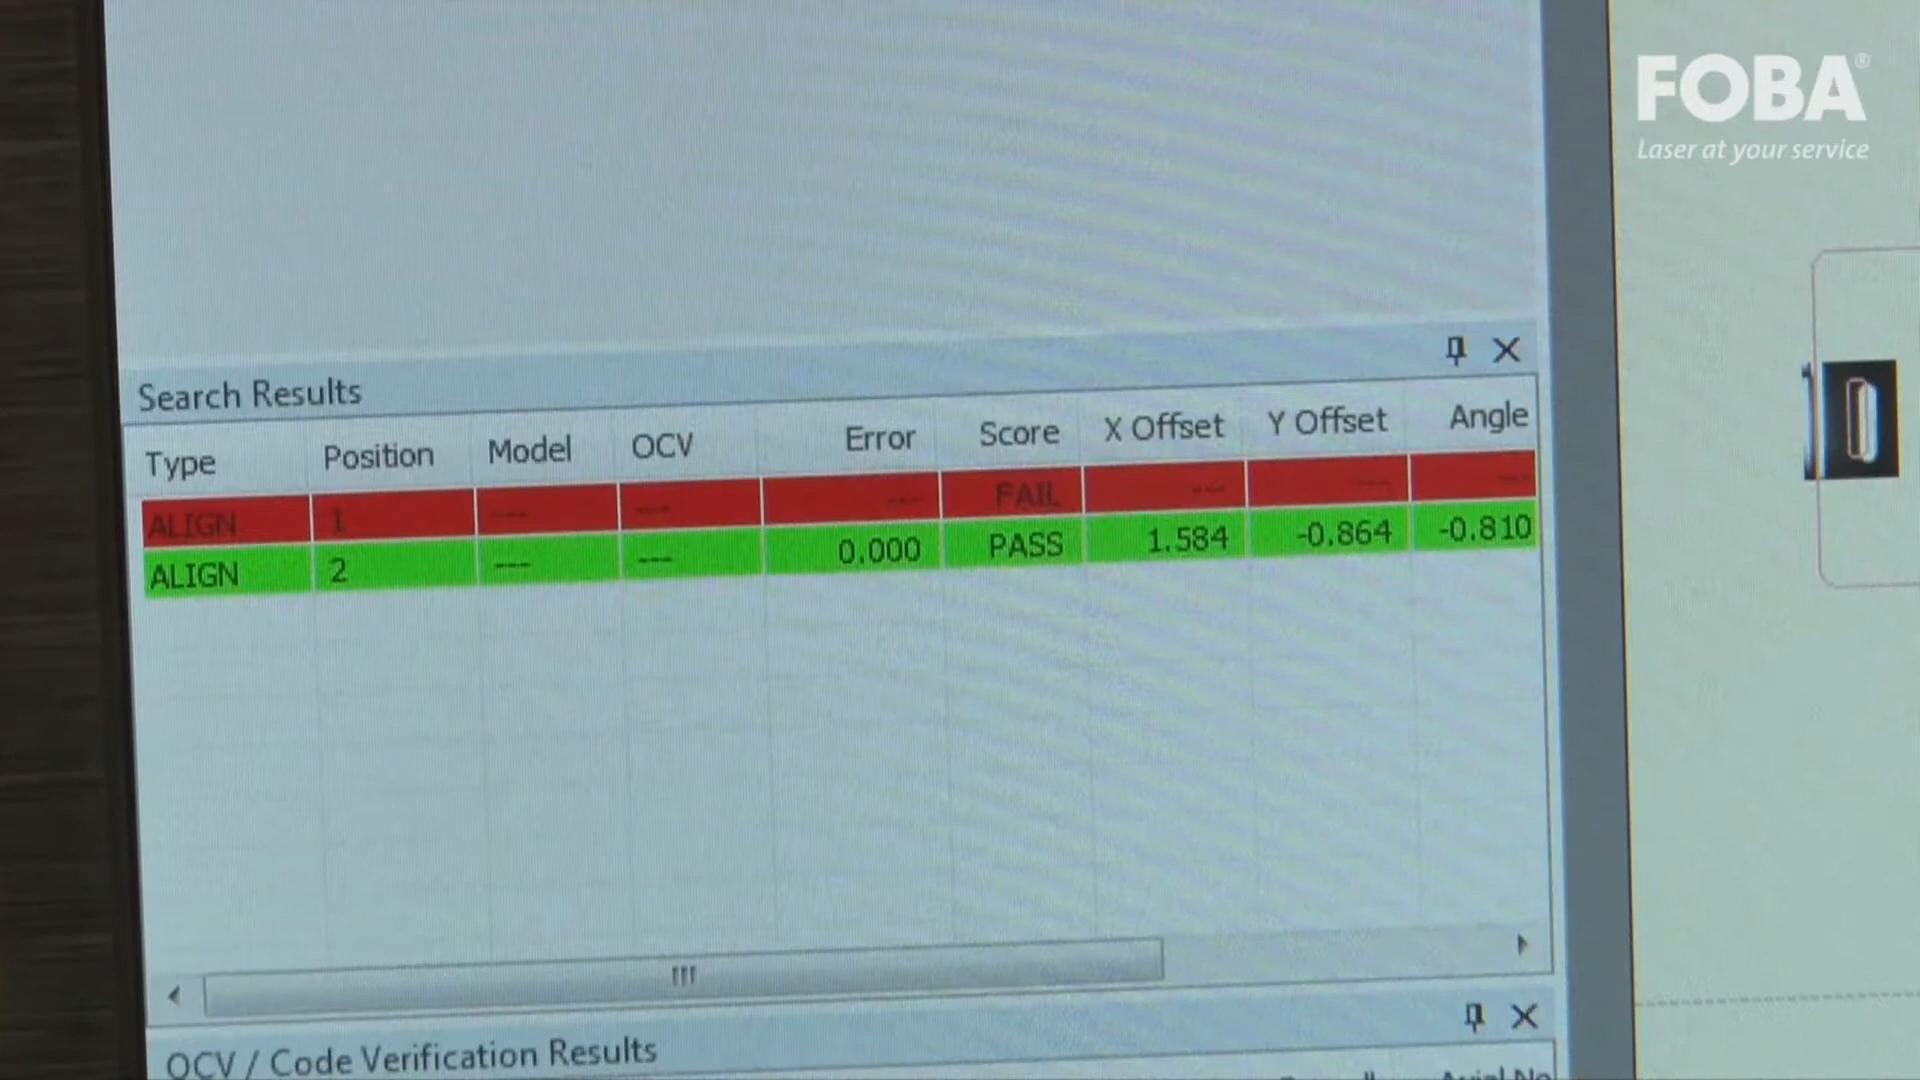 FOBA®
Laser at your service
Search Results
Type Position Model OCV Error Score X Offset Y Offset Angle
ALIGN 1 --- --- --- FAIL --- --- ---
ALIGN 2 --- --- 0.000 PASS 1.584 -0.864 -0.810
OCV / Code Verification Results